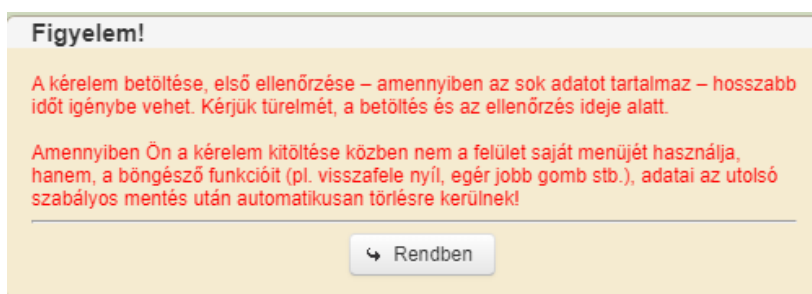 Figyelem!
A kérelem betöltése, első ellenőrzése – amennyiben az sok adatot tartalmaz – hosszabb
időt igénybe vehet. Kérjük türelmét, a betöltés és az ellenőrzés ideje alatt.
Amennyiben Ön a kérelem kitöltése közben nem a felület saját menüjét használja,
hanem, a böngésző funkcióit (pl. visszafele nyíl, egér jobb gomb stb.), adatai az utolsó
szabályos mentés után automatikusan törlésre kerülnek!
Rendben